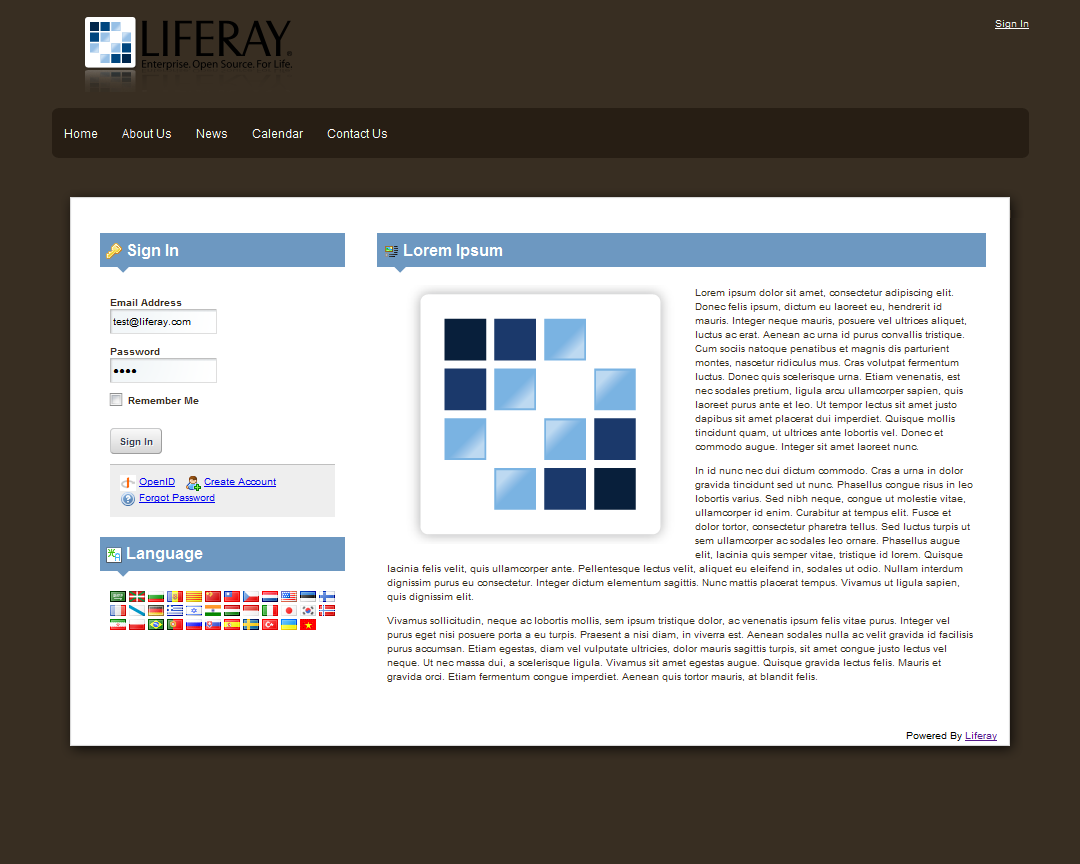 LIFERAY.
Enterprise. Open Source. For Life.
Sign In
Home About Us News Calendar Contact Us
Sign In
Email Address
test@liferay.com
Password
••••
Remember Me
Sign In
OpenID Create Account
Forgot Password
Language
Lorem Ipsum
Lorem ipsum dolor sit amet, consectetur adipiscing elit.
Donec felis ipsum, dictum eu laoreet eu, hendrerit id
mauris. Integer neque mauris, posuere vel ultrices aliquet,
luctus ac erat. Aenean ac urna id purus convallis tristique.
Cum sociis natoque penatibus et magnis dis parturient
montes, nascetur ridiculus mus. Cras volutpat fermentum
luctus. Donec quis scelerisque urna. Etiam venenatis, est
nec sodales pretium, ligula arcu ullamcorper sapien, quis
laoreet purus ante et leo. Ut tempor lectus sit amet justo
dapibus sit amet placerat dui imperdiet. Quisque mollis
tincidunt quam, ut ultrices ante lobortis vel. Donec et
commodo augue. Integer sit amet laoreet nunc.
In id nunc nec dui dictum commodo. Cras a urna in dolor
gravida tincidunt sed ut nunc. Phasellus congue risus in leo
lobortis varius. Sed nibh neque, congue ut molestie vitae,
ullamcorper id enim. Curabitur at tempus elit. Fusce et
dolor tortor, consectetur pharetra tellus. Sed luctus turpis ut
sem ullamcorper ac sodales leo ornare. Phasellus augue
elit, lacinia quis semper vitae, tristique id lorem. Quisque
lacinia felis velit, quis ullamcorper ante. Pellentesque lectus velit, aliquet eu eleifend in, sodales ut odio. Nullam interdum
dignissim purus eu consectetur. Integer dictum elementum sagittis. Nunc mattis placerat tempus. Vivamus ut ligula sapien,
quis dignissim elit.
Vivamus sollicitudin, neque ac lobortis mollis, sem ipsum tristique dolor, ac venenatis ipsum felis vitae purus. Integer vel
purus eget nisi posuere porta a eu turpis. Praesent a nisi diam, in viverra est. Aenean sodales nulla ac velit gravida id facilisis
purus accumsan. Etiam egestas, diam vel vulputate ultricies, dolor mauris sagittis turpis, sit amet congue justo lectus vel
neque. Ut nec massa dui, a scelerisque ligula. Vivamus sit amet egestas augue. Quisque gravida lectus felis. Mauris et
gravida orci. Etiam fermentum congue imperdiet. Aenean quis tortor mauris, at blandit felis.
Powered By Liferay